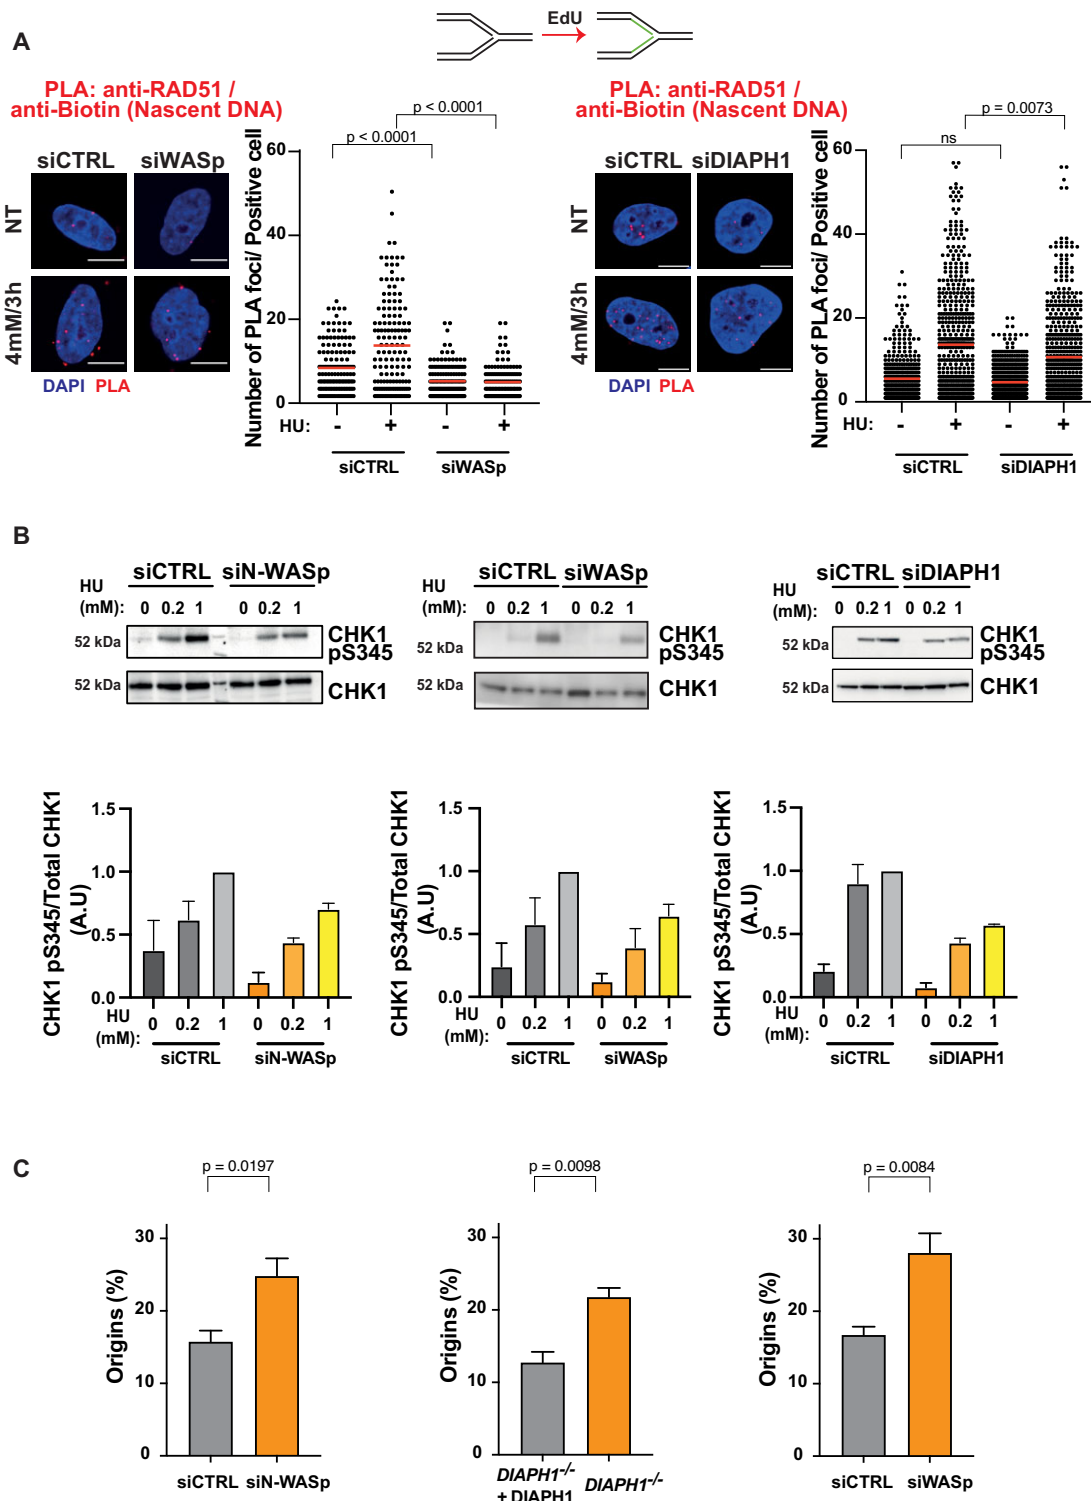 A
EdU
PLA: anti-RAD51 /
anti-Biotin (Nascent DNA)
siCTRL siWASp
NT
4mM/3h
DAPI PLA
Number of PLA foci/ Positive cell
p < 0.0001
p < 0.0001
60
40
20
0
HU: - + - +
siCTRL siWASp
PLA: anti-RAD51 /
anti-Biotin (Nascent DNA)
siCTRL siDIAPH1
NT
4mM/3h
DAPI PLA
Number of PLA foci/ Positive cell
p = 0.0073
ns
60
40
20
0
HU: - + - +
siCTRL siDIAPH1
B
siCTRL siN-WASp
HU
(mM): 0 0.2 1 0 0.2 1
52 kDa CHK1
pS345
52 kDa CHK1
siCTRL siWASp
HU
(mM): 0 0.2 1 0 0.2 1
52 kDa CHK1
pS345
52 kDa CHK1
siCTRL siDIAPH1
HU
(mM): 0 0.2 1 0 0.2 1
52 kDa CHK1
pS345
52 kDa CHK1
CHK1 pS345/Total CHK1
(A.U)
1.5
1.0
0.5
0.0
HU
(mM): 0 0.2 1 0 0.2 1
siCTRL siN-WASp
CHK1 pS345/Total CHK1
(A.U)
1.5
1.0
0.5
0.0
HU
(mM): 0 0.2 1 0 0.2 1
siCTRL siWASp
CHK1 pS345/Total CHK1
(A.U)
1.5
1.0
0.5
0.0
HU
(mM): 0 0.2 1 0 0.2 1
siCTRL siDIAPH1
C
p = 0.0197
Origins (%)
30
20
10
0
siCTRL siN-WASp
p = 0.0098
Origins (%)
30
20
10
0
DIAPH1-/-
+ DIAPH1
DIAPH1-/-
p = 0.0084
Origins (%)
30
20
10
0
siCTRL siWASp